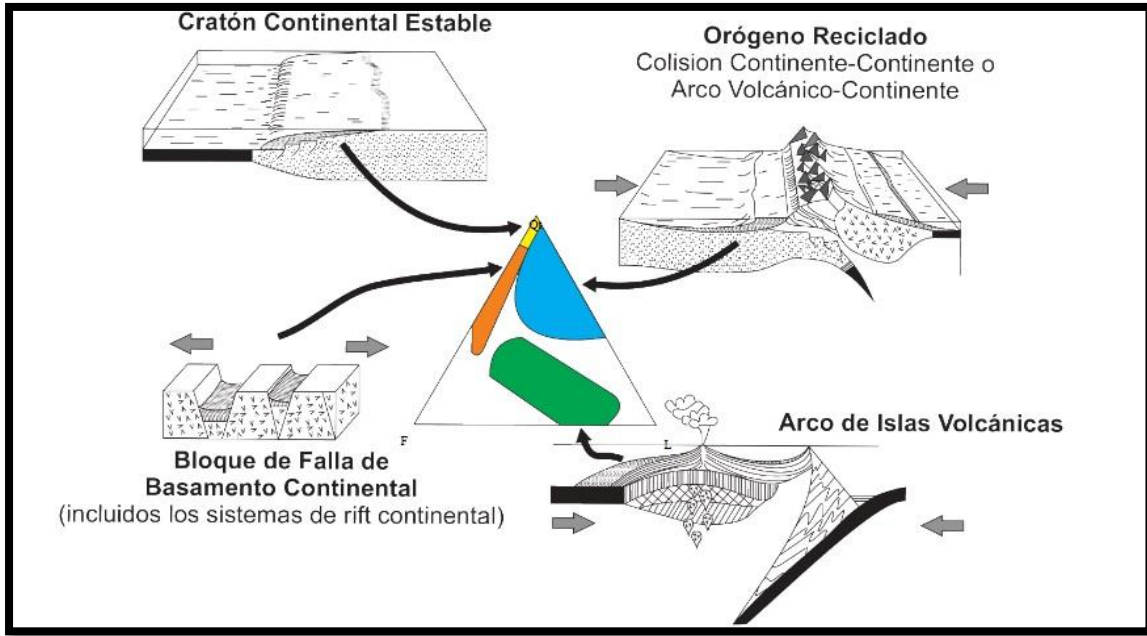 Cratón Continental Estable
Orógeno Reciclado
Colision Continente-Continente o
Arco Volcánico-Continente
Q
F
L
Bloque de Falla de
Basamento Continental
(incluidos los sistemas de rift continental)
Arco de Islas Volcánicas